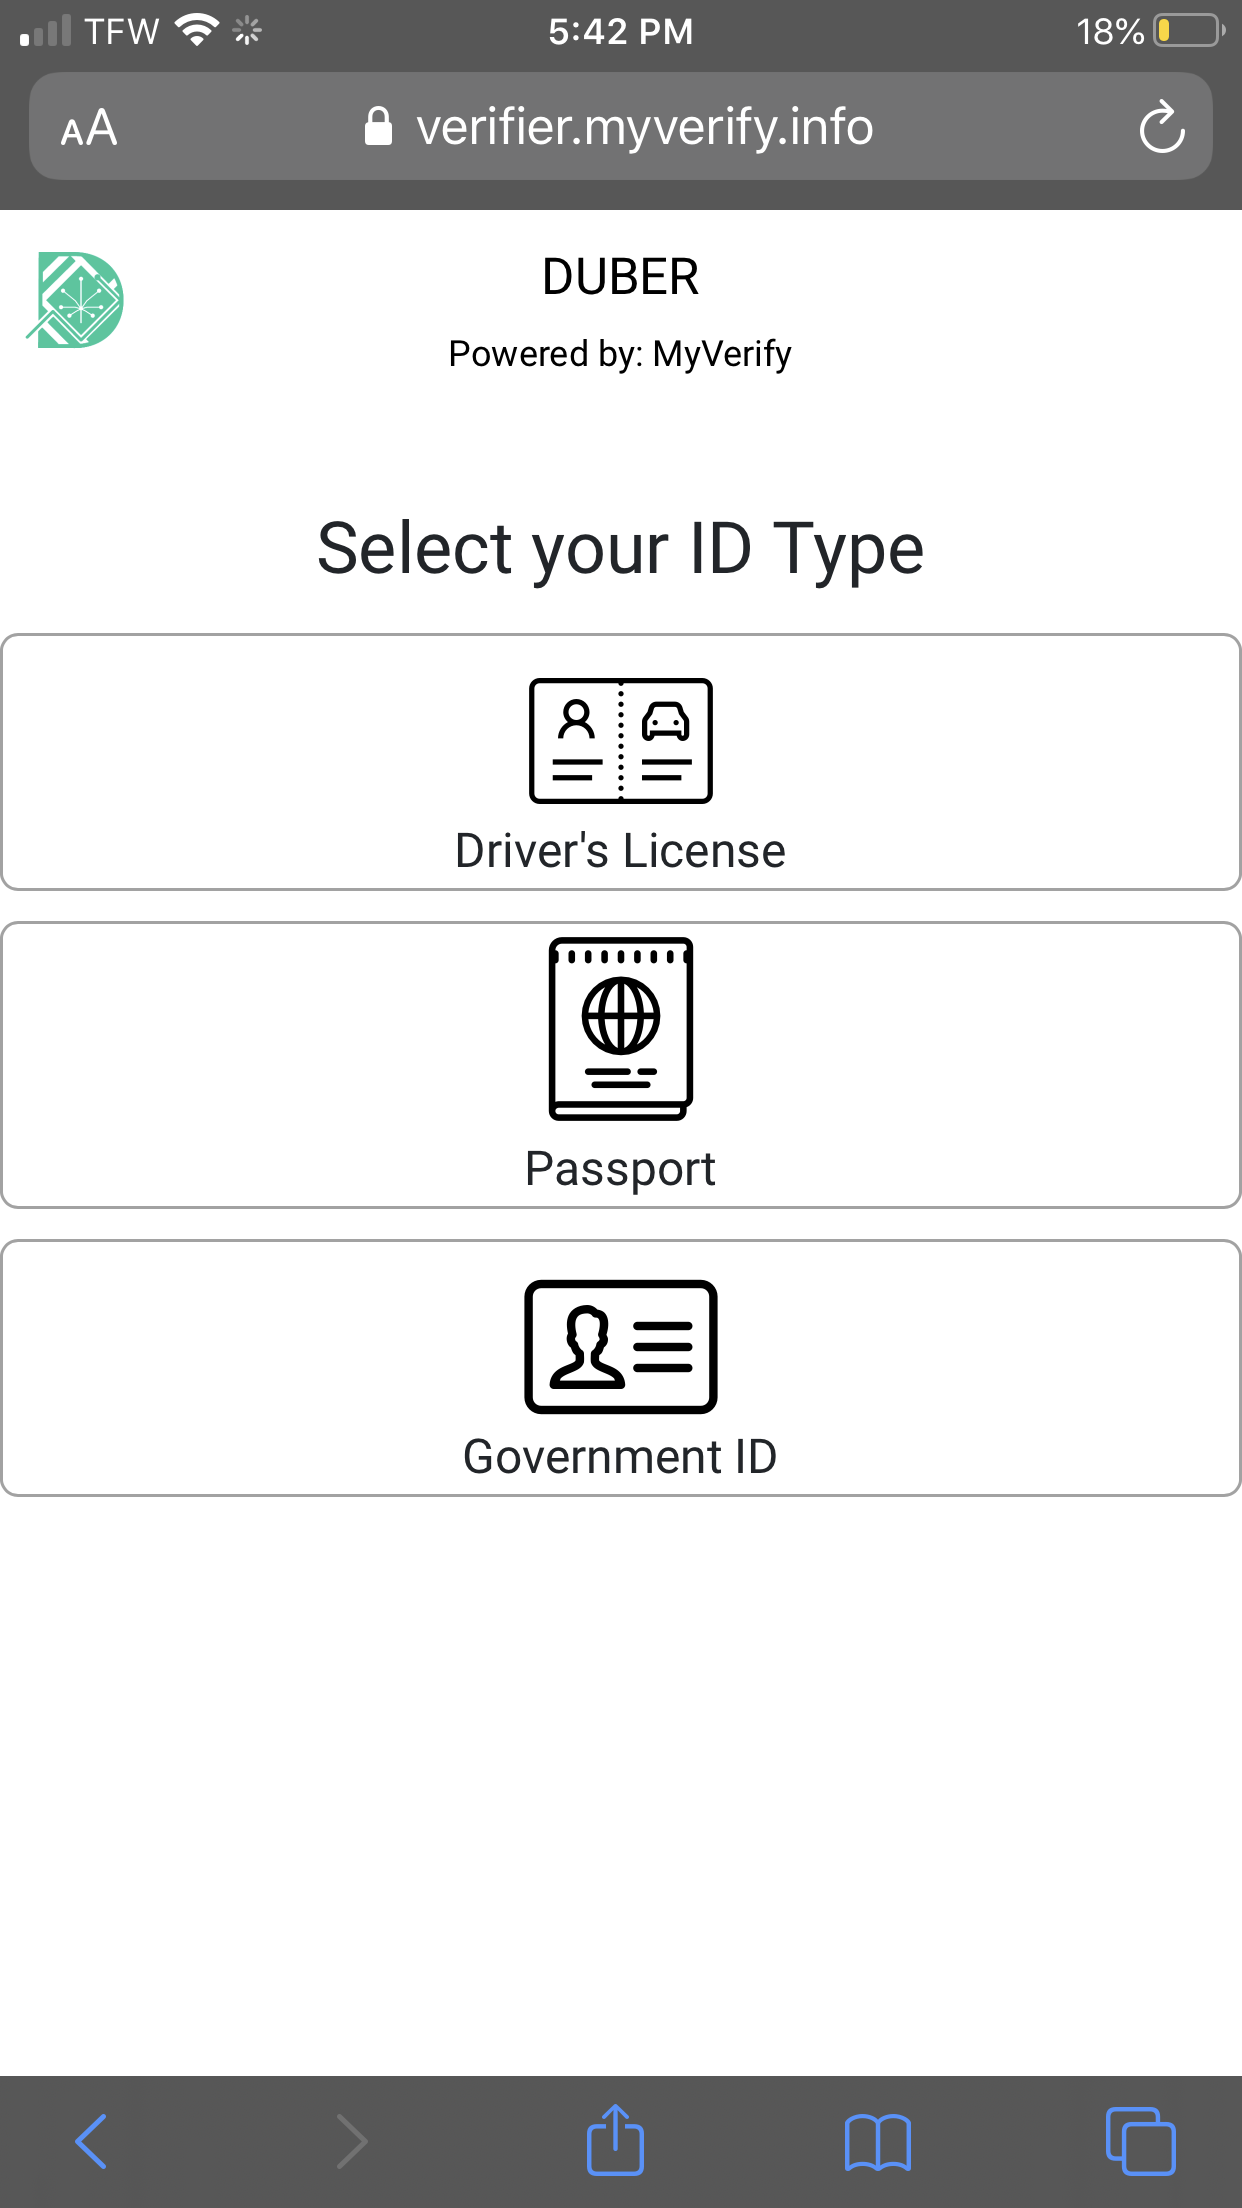 TFW
5:42 PM
18%
AA
verifier.myverify.info
DUBER
Powered by: MyVerify
Select your ID Type
Driver's License
Passport
Government ID